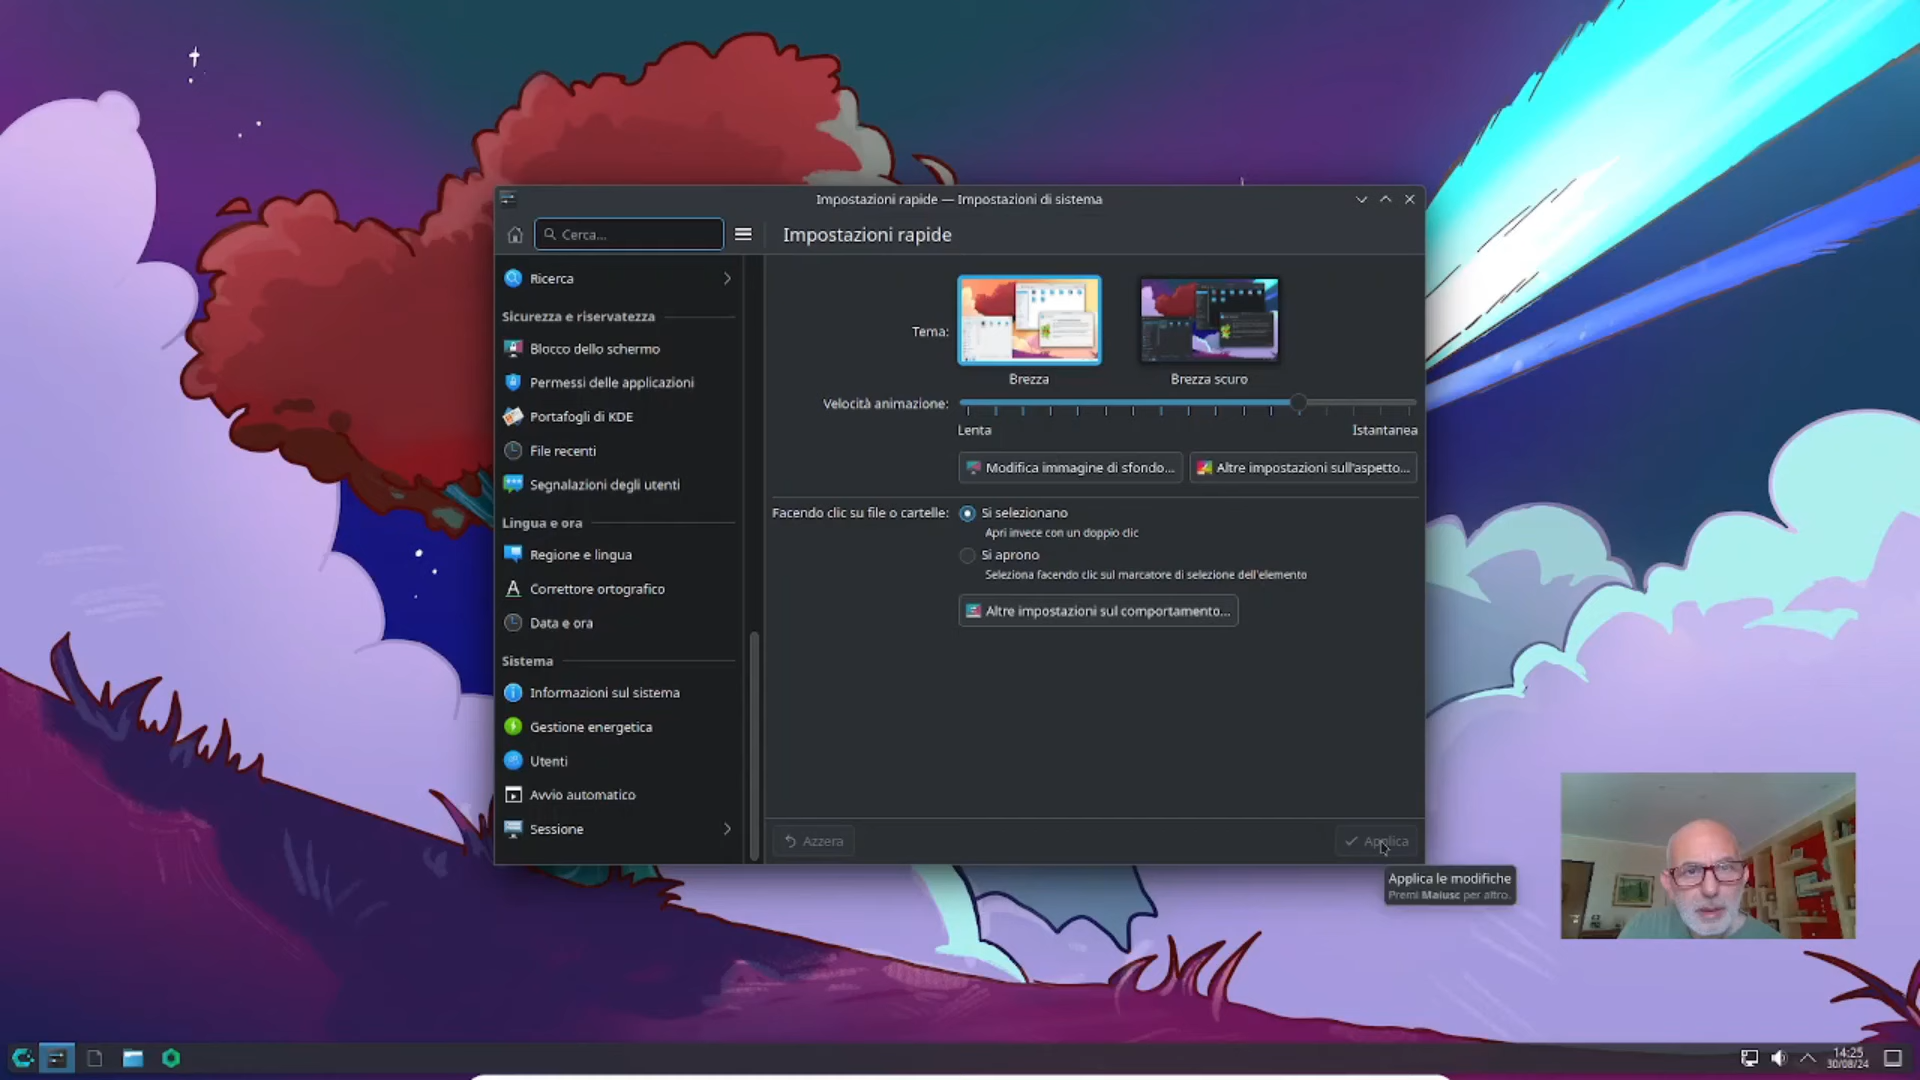 Impostazioni rapide — Impostazioni di sistema
Cerca...
Impostazioni rapide
Ricerca
Sicurezza e riservatezza
Blocco dello schermo
Permessi delle applicazioni
Portafogli di KDE
File recenti
Segnalazioni degli utenti
Lingua e ora
Regione e lingua
Correttore ortografico
Data e ora
Sistema
Informazioni sul sistema
Gestione energetica
Utenti
Avvio automatico
Sessione
Tema:
Brezza
Brezza scuro
Velocità animazione:
Lenta
Istantanea
Modifica immagine di sfondo...
Altre impostazioni sull'aspetto...
Facendo clic su file o cartelle:
Si selezionano
Apri invece con un doppio clic
Si aprono
Seleziona facendo clic sul marcatore di selezione dell'elemento
Altre impostazioni sul comportamento...
Azzera
Applica
Applica le modifiche
Premi Maiusc per altro.
14:25
30/08/24